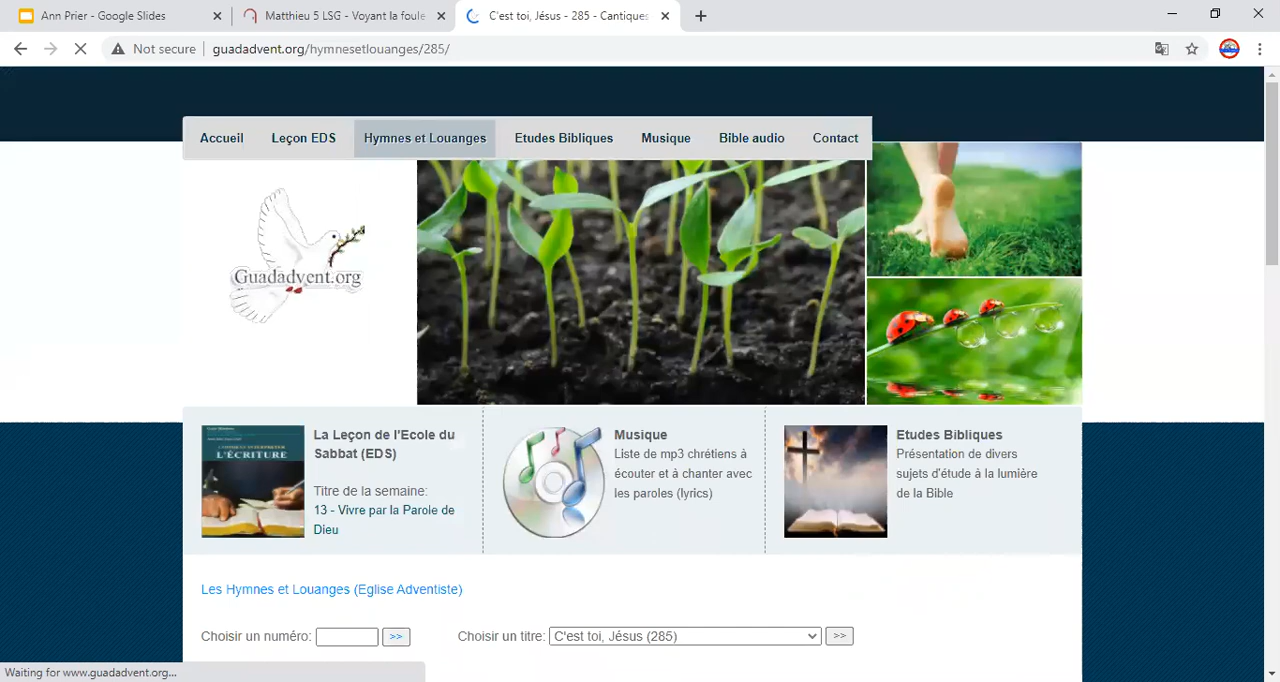 Ann Prier - Google Slides
Matthieu 5 LSG - Voyant la foule
C'est toi, Jésus - 285 - Cantiques
Not secure
guadadvent.org/hymnesetlouanges/285/
Accueil
Leçon EDS
Hymnes et Louanges
Etudes Bibliques
Musique
Bible audio
Contact
Guadadvent.org
L'ÉCRITURE
La Leçon de l'Ecole du
Sabbat (EDS)
Titre de la semaine:
13 - Vivre par la Parole de
Dieu
Musique
Liste de mp3 chrétiens à
écouter et à chanter avec
les paroles (lyrics)
Etudes Bibliques
Présentation de divers
sujets d'étude à la lumière
de la Bible
Les Hymnes et Louanges (Eglise Adventiste)
Choisir un numéro: >>
Choisir un titre: C'est toi, Jésus (285) >>
Waiting for www.guadadvent.org...